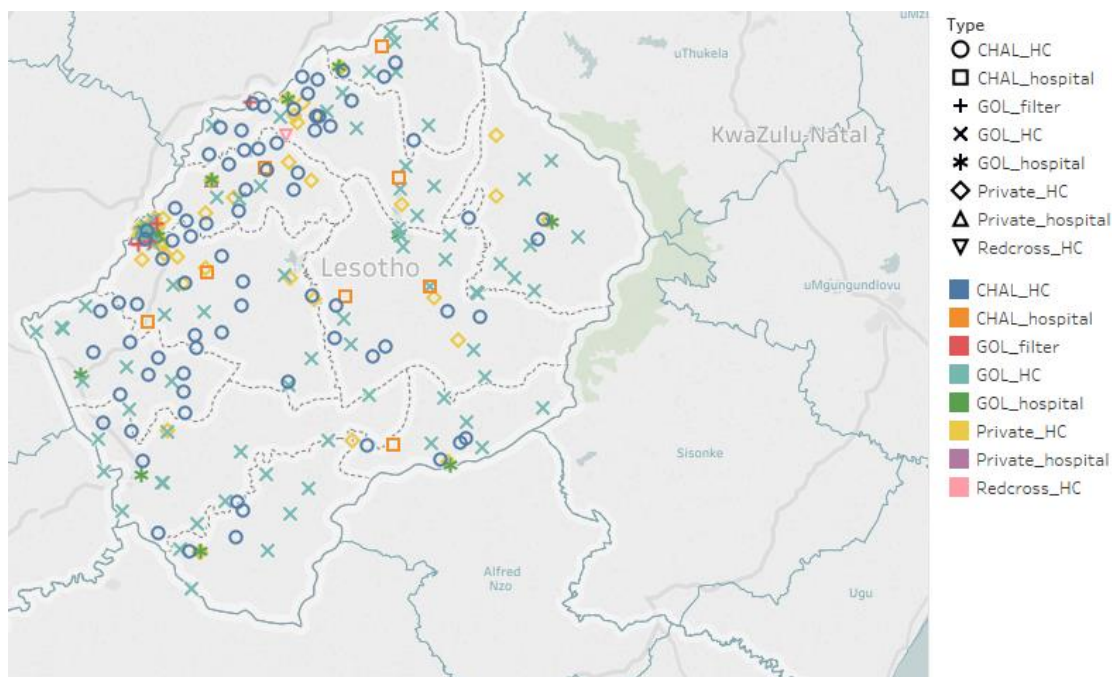 uMzi
uThukela
KwaZulu-Natal
Lesotho
uMgungundlovu
Sisonke
Alfred
Nzo
Ugu
Type
CHAL_HC
CHAL_hospital
GOL_filter
GOL_HC
GOL_hospital
Private_HC
Private_hospital
Redcross_HC
CHAL_HC
CHAL_hospital
GOL_filter
GOL_HC
GOL_hospital
Private_HC
Private_hospital
Redcross_HC